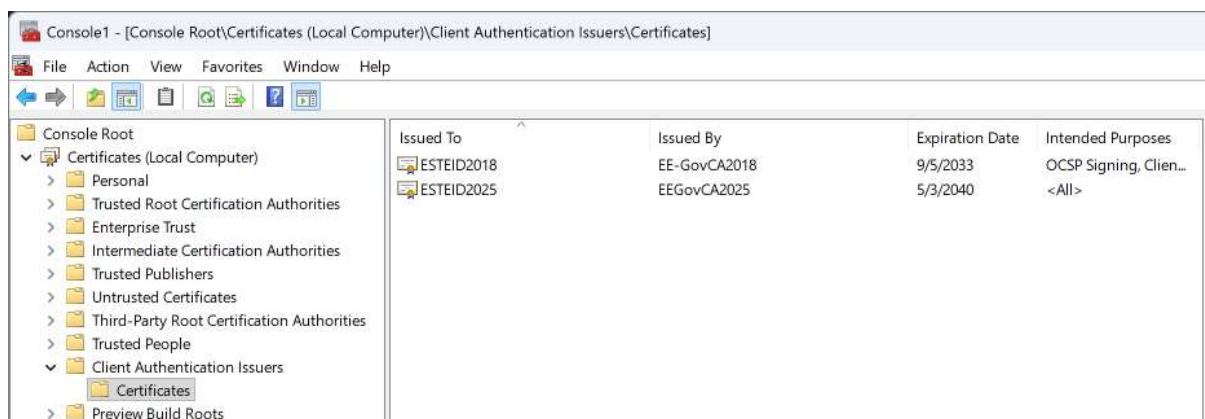 Console1 - [Console Root\Certificates (Local Computer)\Client Authentication Issuers\Certificates]
File Action View Favorites Window Help
Console Root
Certificates (Local Computer)
Personal
Trusted Root Certification Authorities
Enterprise Trust
Intermediate Certification Authorities
Trusted Publishers
Untrusted Certificates
Third-Party Root Certification Authorities
Trusted People
Client Authentication Issuers
Certificates
Preview Build Roots
Issued To Issued By Expiration Date Intended Purposes
ESTEID2018 EE-GovCA2018 9/5/2033 OCSP Signing, Clien...
ESTEID2025 EEGovCA2025 5/3/2040 <All>